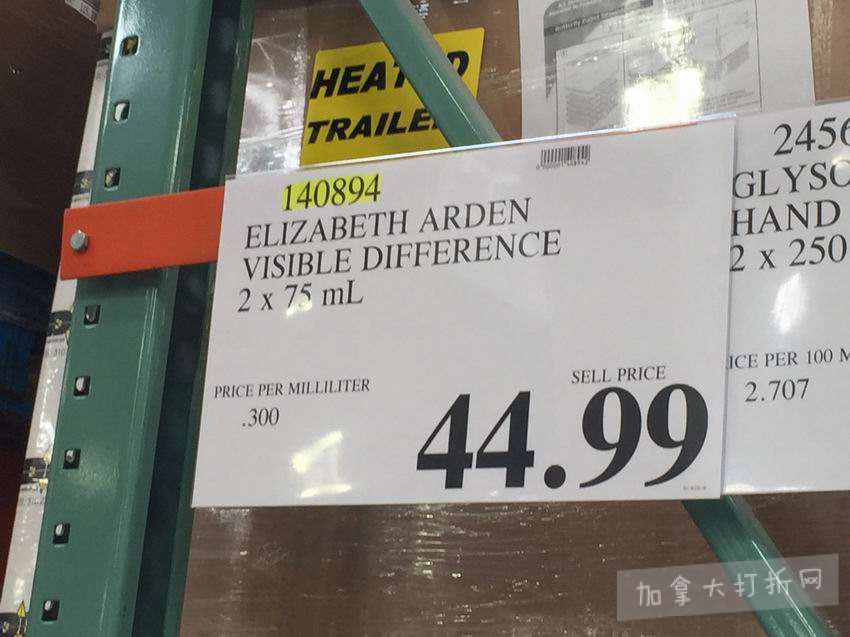 HEATED
TRAILE
140894
ELIZABETH ARDEN
VISIBLE DIFFERENCE
2 x 75 mL
PRICE PER MILLILITER
.300
SELL PRICE
44.99
2456
GLYSO
HAND
2 x 250
ICE PER 100 M
2.707
加拿大打折网